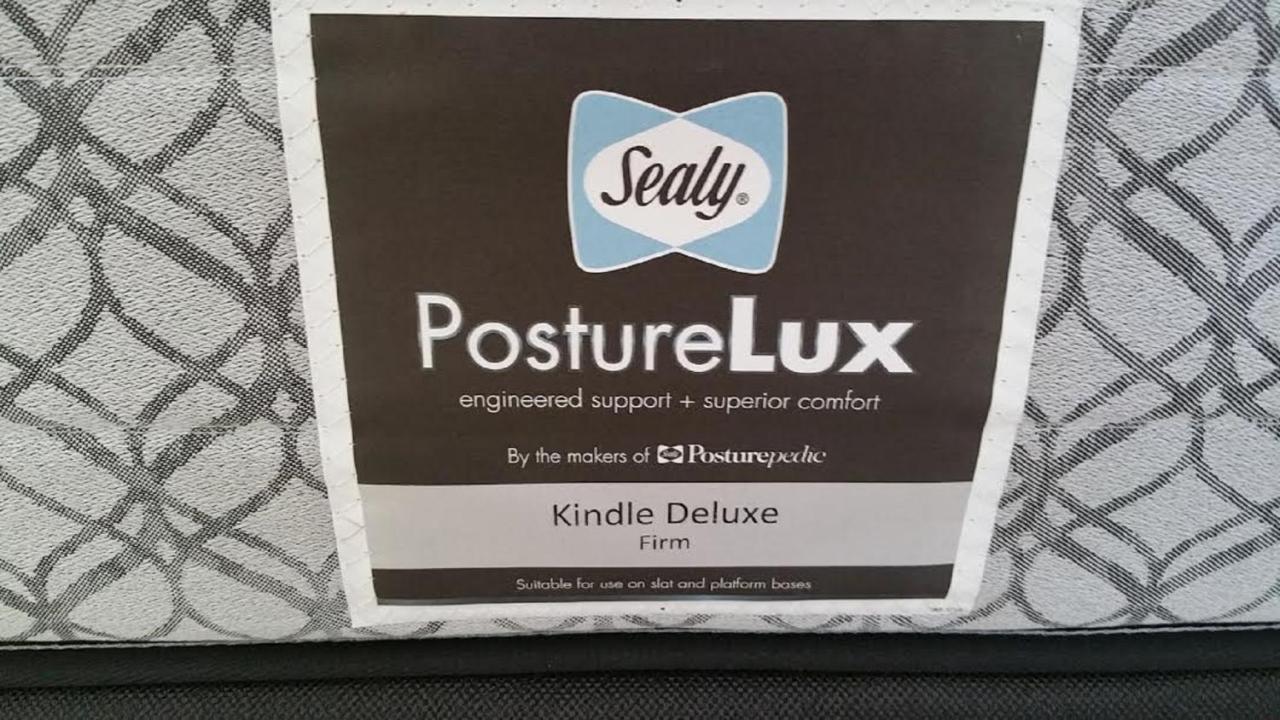 Sealy®
PostureLux
engineered support + superior comfort
By the makers of Sealy Posturepedic
Kindle Deluxe
Firm
Suitable for use on slat and platform bases